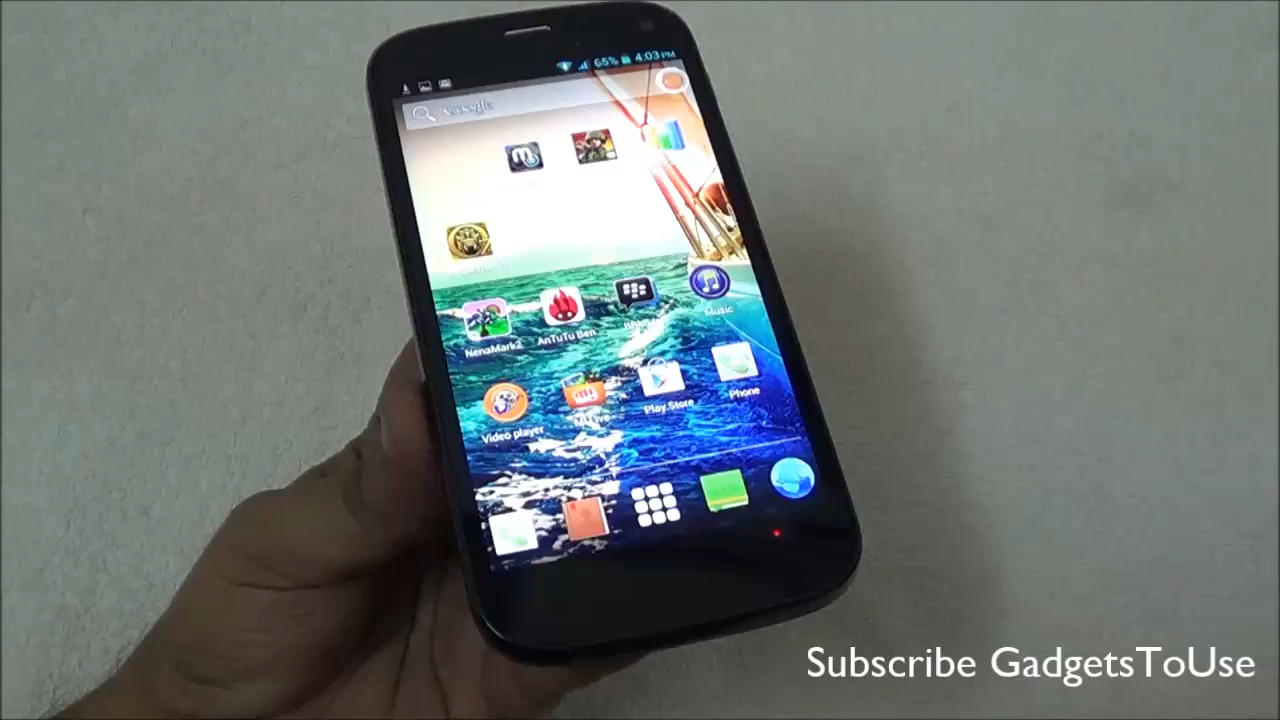 65% 4:03 PM
Google
NenaMark2
AnTuTu Ben
Music
Video player
Play Store
Phone
Subscribe GadgetsToUse